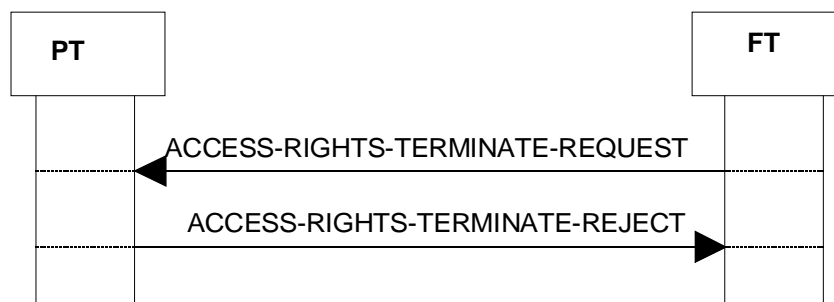 PT
FT
ACCESS-RIGHTS-TERMINATE-REQUEST
ACCESS-RIGHTS-TERMINATE-REJECT